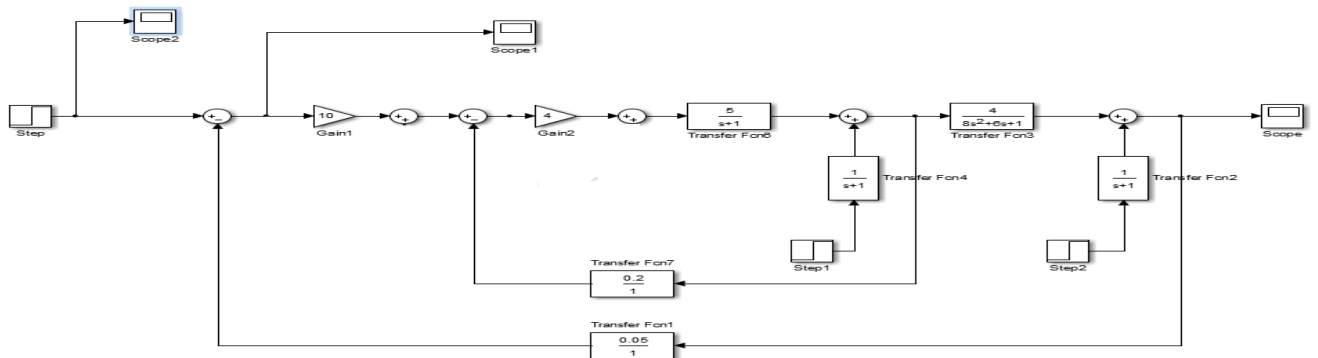 Scope2
Scope1
Step
10
Gain1
4
Gain2
5
s+1
Transfer Fcn6
4
8s²+6s+1
Transfer Fcn3
Scope
1
s+1
Transfer Fcn4
1
s+1
Transfer Fcn2
Step1
Step2
Transfer Fcn7
0.2
1
Transfer Fcn1
0.05
1